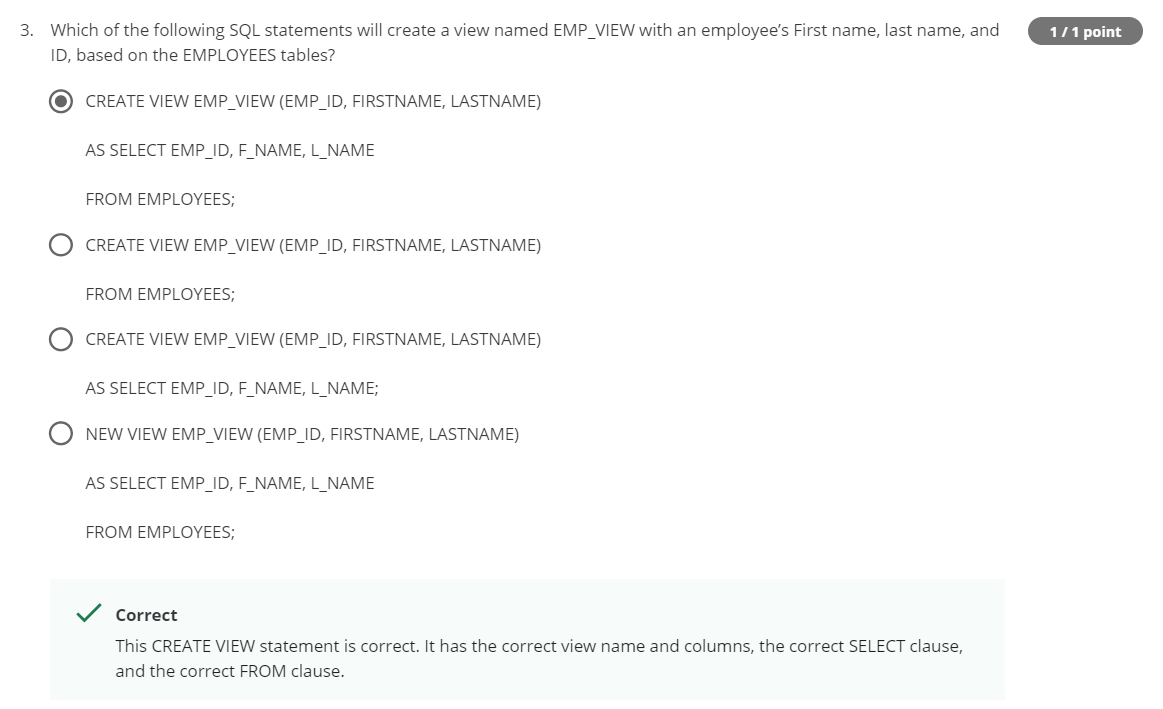 3. Which of the following SQL statements will create a view named EMP_VIEW with an employee’s First name, last name, and
ID, based on the EMPLOYEES tables?
1 / 1 point
CREATE VIEW EMP_VIEW (EMP_ID, FIRSTNAME, LASTNAME)
AS SELECT EMP_ID, F_NAME, L_NAME
FROM EMPLOYEES;
CREATE VIEW EMP_VIEW (EMP_ID, FIRSTNAME, LASTNAME)
FROM EMPLOYEES;
CREATE VIEW EMP_VIEW (EMP_ID, FIRSTNAME, LASTNAME)
AS SELECT EMP_ID, F_NAME, L_NAME;
NEW VIEW EMP_VIEW (EMP_ID, FIRSTNAME, LASTNAME)
AS SELECT EMP_ID, F_NAME, L_NAME
FROM EMPLOYEES;
Correct
This CREATE VIEW statement is correct. It has the correct view name and columns, the correct SELECT clause,
and the correct FROM clause.